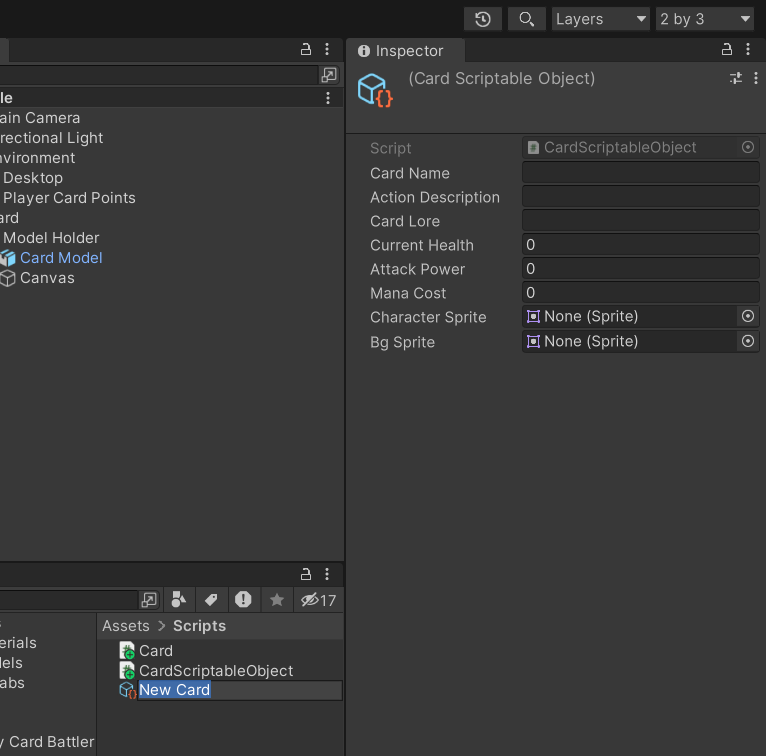 Layers
2 by 3
Inspector
(Card Scriptable Object)
Script
CardScriptableObject
Card Name
Action Description
Card Lore
Current Health
0
Attack Power
0
Mana Cost
0
Character Sprite
None (Sprite)
Bg Sprite
None (Sprite)
le
ain Camera
rectional Light
nvironment
Desktop
Player Card Points
ard
Model Holder
Card Model
Canvas
17
erials
dels
abs
y Card Battler
Assets > Scripts
Card
CardScriptableObject
New Card